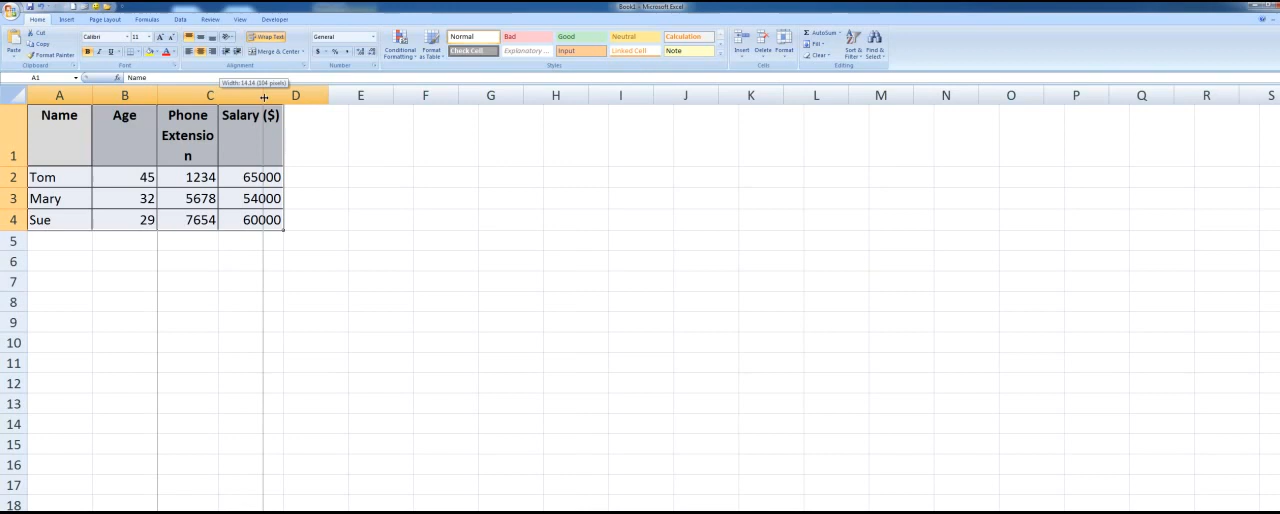 Book1 - Microsoft Excel
Home Insert Page Layout Formulas Data Review View Developer
Cut
Copy
Format Painter
Paste
Clipboard
Calibri 11
B I U
Font
Wrap Text
Merge & Center
Alignment
General
$ % ,
Number
Conditional Formatting
Format as Table
Normal Bad Good Neutral Calculation
Check Cell Explanatory ... Input Linked Cell Note
Styles
Insert Delete Format
Cells
AutoSum
Fill
Clear
Sort & Filter
Find & Select
Editing
A1 fx Name
Width: 14.14 (104 pixels)
A B C D E F G H I J K L M N O P Q R S
1 Name Age Phone Extension Salary ($)
2 Tom 45 1234 65000
3 Mary 32 5678 54000
4 Sue 29 7654 60000
5
6
7
8
9
10
11
12
13
14
15
16
17
18